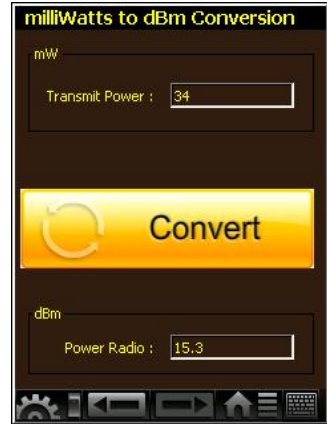 milliWatts to dBm Conversion
mW
Transmit Power : 34
Convert
dBm
Power Radio : 15.3